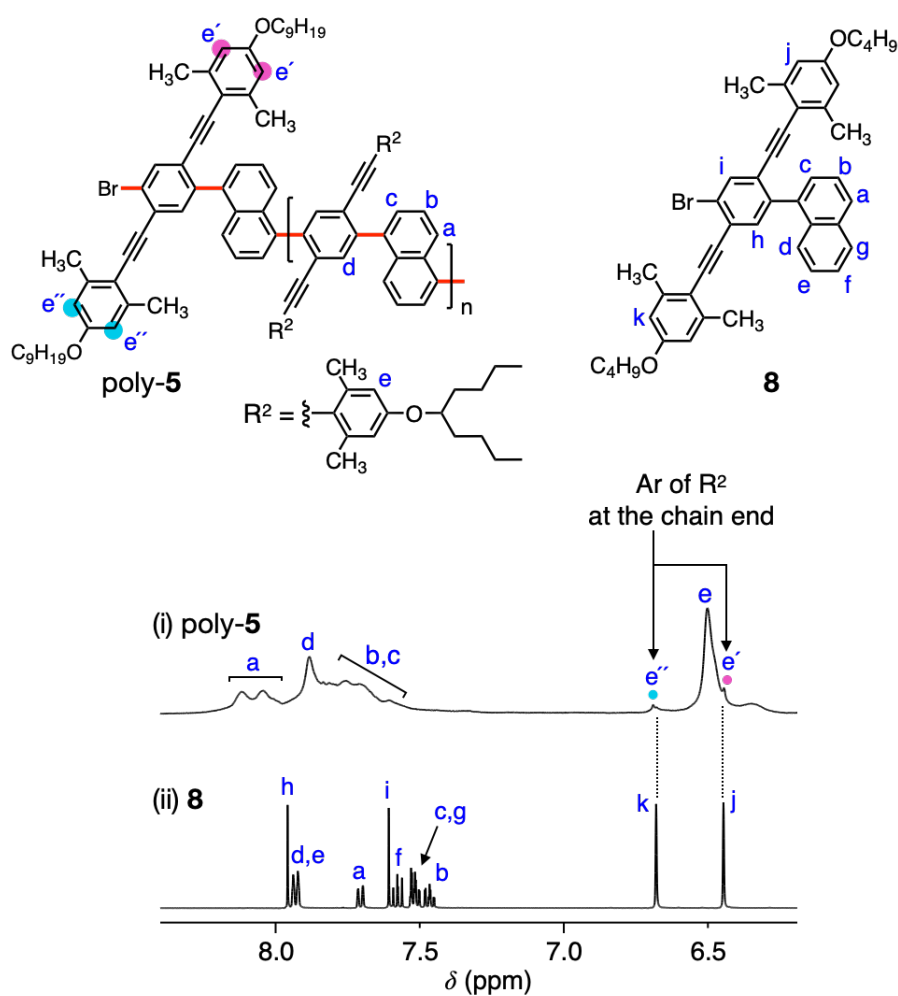 OC₉H₁₉
e´
e´
H₃C
CH₃
Br
R²
c
b
a
d
n
R²
H₃C
CH₃
e´´
e´´
C₉H₁₉O
poly-5
OC₄H₉
j
H₃C
CH₃
i
c
b
a
Br
h
d
g
e
f
H₃C
CH₃
k
C₄H₉O
8
R² =
CH₃
e
O
CH₃
Ar of R²
at the chain end
(i) poly-5
a
d
b,c
e´´
e
e´
(ii) 8
h
d,e
a
i
f
c,g
b
k
j
8.0 7.5 7.0 6.5
δ (ppm)